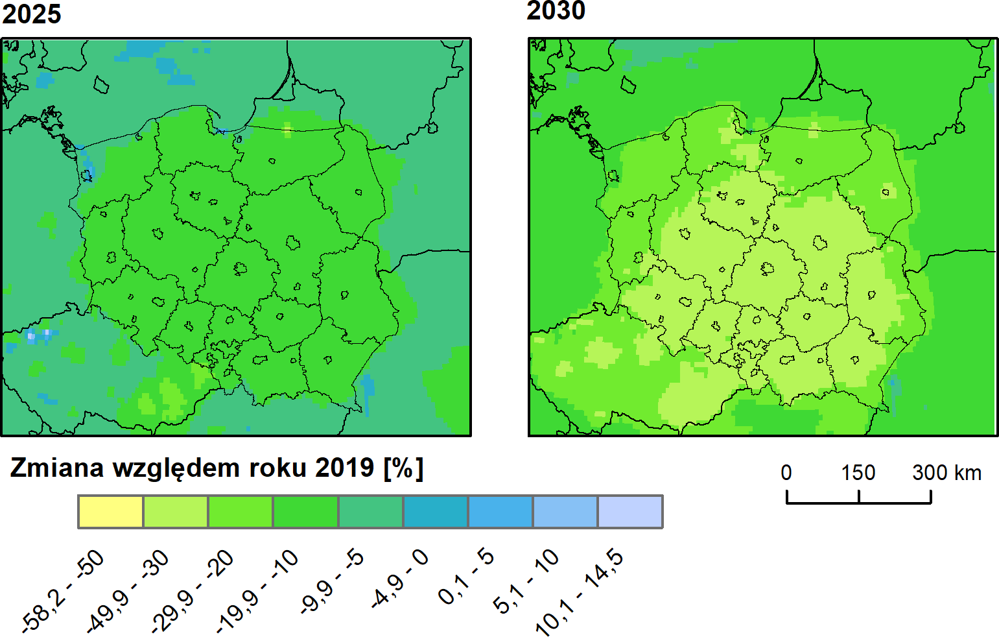 2025
2030
Zmiana względem roku 2019 [%]
0 150 300 km
-58,2 - -50
-49,9 - -30
-29,9 - -20
-19,9 - -10
-9,9 - -5
-4,9 - 0
0,1 - 5
5,1 - 10
10,1 - 14,5